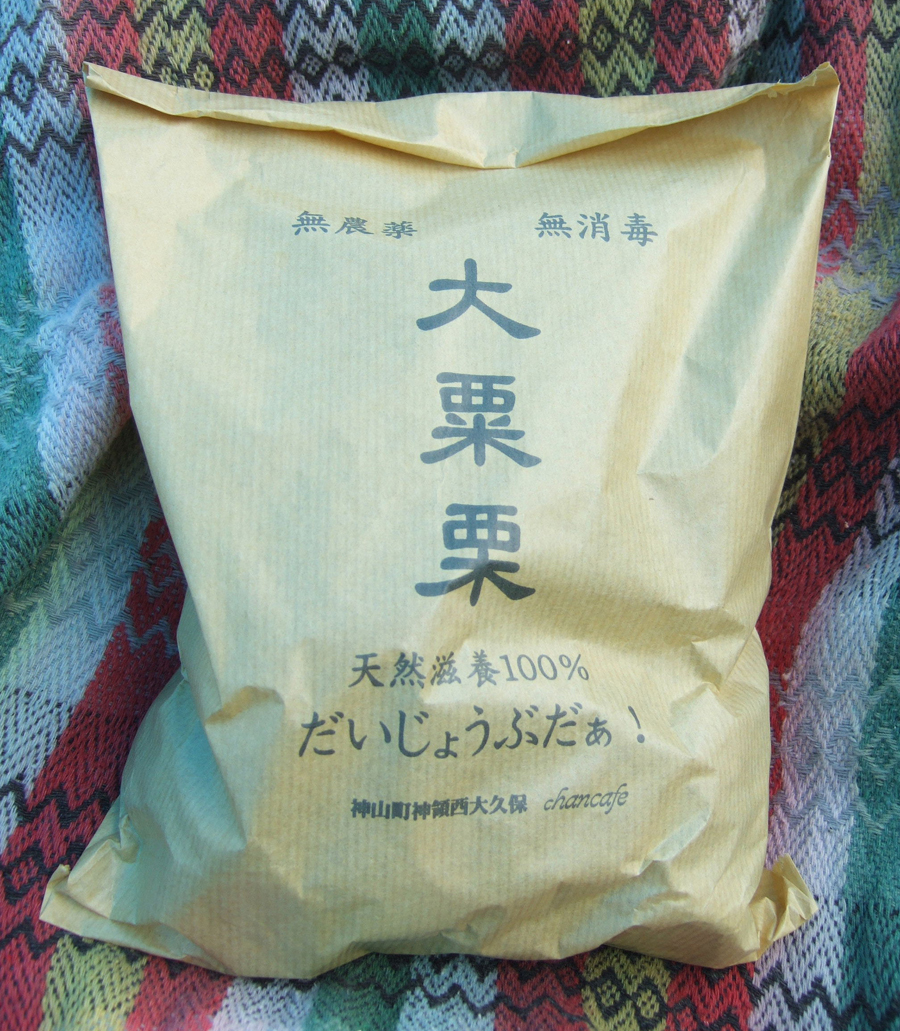 無農薬 無消毒
大粟栗
天然滋養100%
だいじょうぶだぁ！
神山町神領西大久保 chancafe